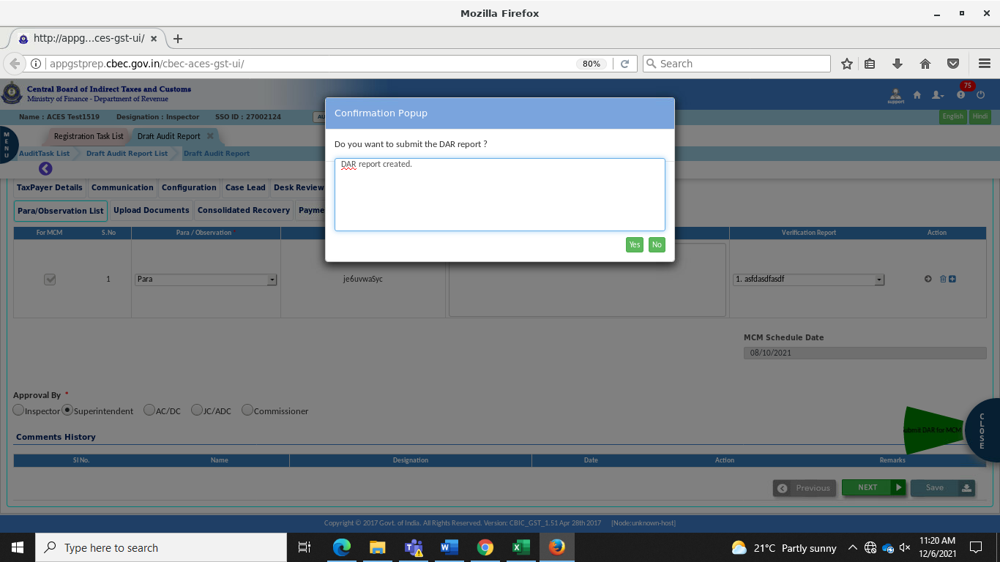 Mozilla Firefox
http://appg...ces-gst-ui/
appgstprep.cbec.gov.in/cbec-aces-gst-ui/
80%
Search
Central Board of Indirect Taxes and Customs
Ministry of Finance - Department of Revenue
support
75
Name : ACES Test1519 Designation : Inspector SSO ID : 27002124
English Hindi
MENU
Registration Task List Draft Audit Report
AuditTask List Draft Audit Report List Draft Audit Report
Confirmation Popup
Do you want to submit the DAR report ?
DAR report created.
Yes No
TaxPayer Details Communication Configuration Case Lead Desk Review
Para/Observation List Upload Documents Consolidated Recovery
For MCM S.No Para / Observation Verification Report Action
1 Para je6uvwaSyc 1. asfdasdfasdf
MCM Schedule Date
08/10/2021
Approval By *
Inspector Superintendent AC/DC JC/ADC Commissioner
ubmit DAR for MCM
CLOSE
Comments History
Sl No. Name Designation Date Action Remarks
Previous NEXT Save
Copyright © 2017 Govt. of India. All Rights Reserved. Version: CBIC_GST_1.51 Apr 28th 2017 [Node:unknown-host]
Type here to search
21°C Partly sunny
11:20 AM
12/6/2021